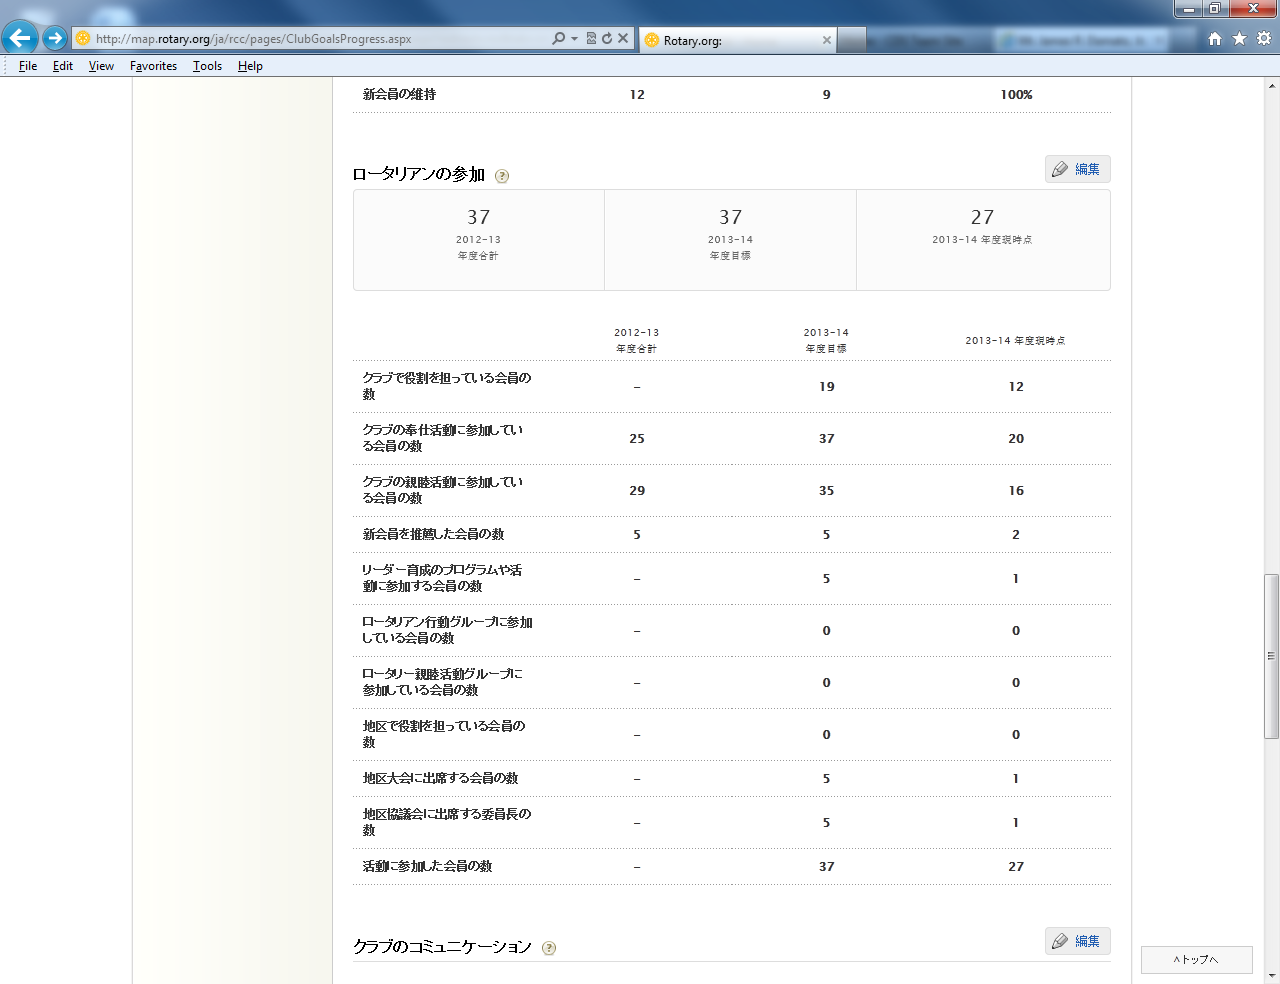 http://map.rotary.org/ja/rcc/pages/ClubGoalsProgress.aspx
Rotary.org:
File Edit View Favorites Tools Help
新会員の維持 12 9 100%
ロータリアンの参加 ? 編集
37 37 27
2012-13 2013-14 2013-14 年度現時点
年度合計 年度目標
2012-13 2013-14 2013-14 年度現時点
年度合計 年度目標
クラブで役割を担っている会員の
数 – 19 12
クラブの奉仕活動に参加してい
る会員の数 25 37 20
クラブの親睦活動に参加してい
る会員の数 29 35 16
新会員を推薦した会員の数 5 5 2
リーダー育成のプログラムや活
動に参加する会員の数 – 5 1
ロータリアン行動グループに参加
している会員の数 – 0 0
ロータリー親睦活動グループに
参加している会員の数 – 0 0
地区で役割を担っている会員の
数 – 0 0
地区大会に出席する会員の数 – 5 1
地区協議会に出席する委員長の
数 – 5 1
活動に参加した会員の数 – 37 27
クラブのコミュニケーション ? 編集
^トップへ